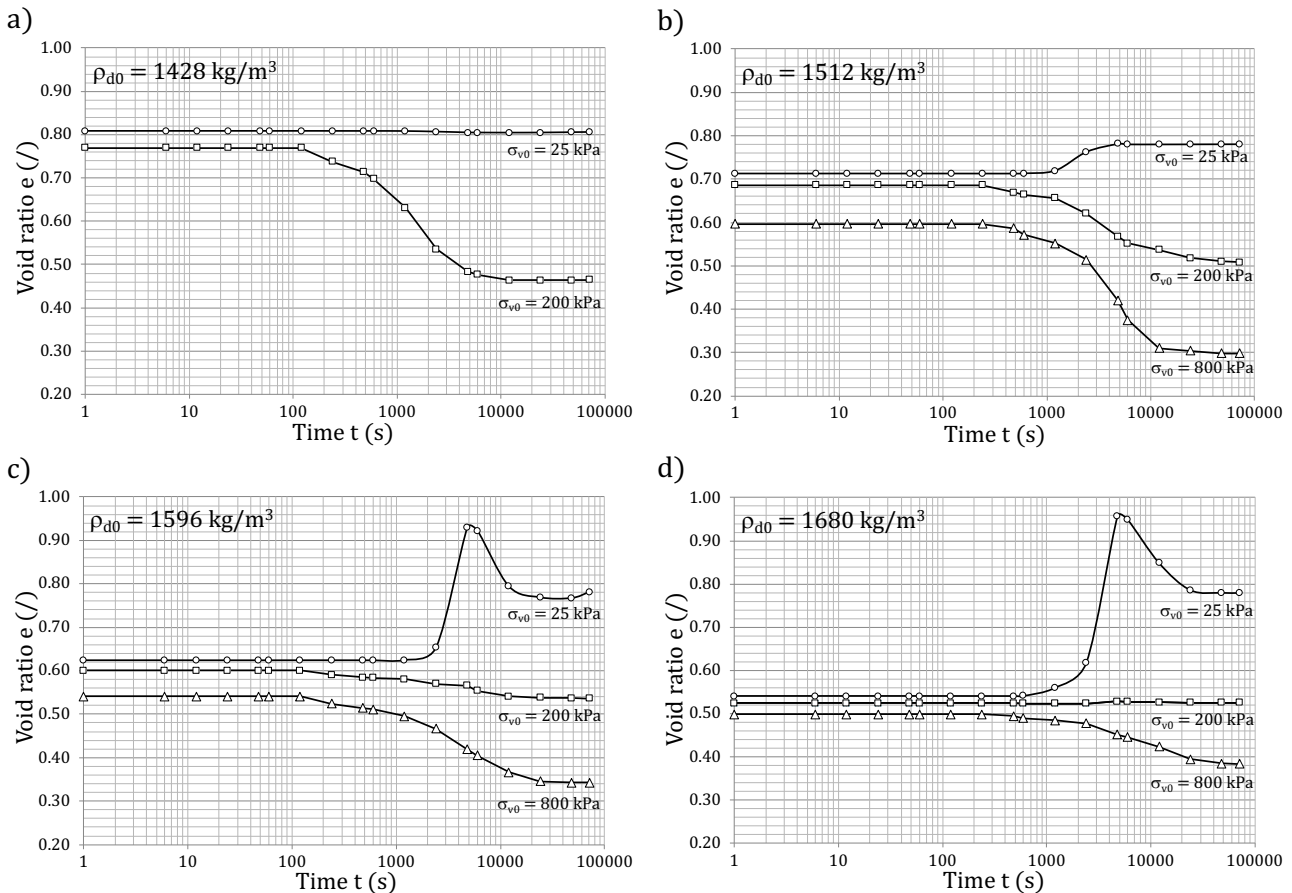 a)
ρd0 = 1428 kg/m³
1.00
0.90
0.80
0.70
0.60
0.50
0.40
0.30
0.20
Void ratio e (/)
σv0 = 25 kPa
σv0 = 200 kPa
1 10 100 1000 10000 100000
Time t (s)
b)
ρd0 = 1512 kg/m³
1.00
0.90
0.80
0.70
0.60
0.50
0.40
0.30
0.20
Void ratio e (/)
σv0 = 25 kPa
σv0 = 200 kPa
σv0 = 800 kPa
1 10 100 1000 10000 100000
Time t (s)
c)
ρd0 = 1596 kg/m³
1.00
0.90
0.80
0.70
0.60
0.50
0.40
0.30
0.20
Void ratio e (/)
σv0 = 25 kPa
σv0 = 200 kPa
σv0 = 800 kPa
1 10 100 1000 10000 100000
Time t (s)
d)
ρd0 = 1680 kg/m³
1.00
0.90
0.80
0.70
0.60
0.50
0.40
0.30
0.20
Void ratio e (/)
σv0 = 25 kPa
σv0 = 200 kPa
σv0 = 800 kPa
1 10 100 1000 10000 100000
Time t (s)